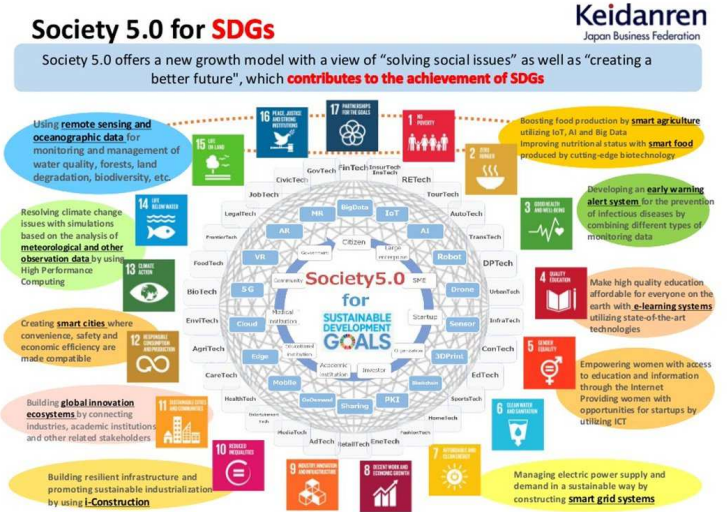 Society 5.0 for SDGs
Keidanren
Japan Business Federation
Society 5.0 offers a new growth model with a view of “solving social issues” as well as “creating a
better future", which contributes to the achievement of SDGs
Using remote sensing and
oceanographic data for
monitoring and management of
water quality, forests, land
degradation, biodiversity, etc.
Resolving climate change
issues with simulations
based on the analysis of
meteorological and other
observation data by using
High Performance
Computing
Creating smart cities where
convenience, safety and
economic efficiency are
made compatible
Building global innovation
ecosystems by connecting
industries, academic institutions
and other related stakeholders
Building resilient infrastructure and
promoting sustainable industrialization
by using i-Construction
17 PARTNERSHIPS
FOR THE GOALS
16 PEACE, JUSTICE
AND STRONG
INSTITUTIONS
15 LIFE
ON LAND
14 LIFE
BELOW WATER
13 CLIMATE
ACTION
12 RESPONSIBLE
CONSUMPTION
AND PRODUCTION
11 SUSTAINABLE CITIES
AND COMMUNITIES
10 REDUCED
INEQUALITIES
9 INDUSTRY, INNOVATION
AND INFRASTRUCTURE
8 DECENT WORK AND
ECONOMIC GROWTH
7 AFFORDABLE AND
CLEAN ENERGY
6 CLEAN WATER
AND SANITATION
5 GENDER
EQUALITY
4 QUALITY
EDUCATION
3 GOOD HEALTH
AND WELL-BEING
2 ZERO
HUNGER
1 NO
POVERTY
FinTech
InsurTech
InsTech
RETech
TourTech
AutoTech
TransTech
DPTech
UrbanTech
InfraTech
ConTech
EdTech
SportsTech
HomeTech
FashionTech
EneTech
RetailTech
AdTech
MediaTech
Entertainment
Tech
HealthTech
CareTech
AgriTech
EnviTech
BioTech
FoodTech
FrontierTech
LegalTech
JobTech
CivicTech
GovTech
BigData
IoT
AI
Robot
Drone
Sensor
3DPrint
Blockchain
PKI
Sharing
OnDemand
Mobile
Edge
Cloud
5G
VR
AR
MR
Citizen
Large
enterprise
SME
Startup
Organization
Investor
Academic
institution
Educational
institution
Medical
institution
Community
Government
Society5.0
for
SUSTAINABLE
DEVELOPMENT
GOALS
Boosting food production by smart agriculture
utilizing IoT, AI and Big Data
Improving nutritional status with smart food
produced by cutting-edge biotechnology
Developing an early warning
alert system for the prevention
of infectious diseases by
combining different types of
monitoring data
Make high quality education
affordable for everyone on the
earth with e-learning systems
utilizing state-of-the-art
technologies
Empowering women with access
to education and information
through the Internet
Providing women with
opportunities for startups by
utilizing ICT
Managing electric power supply and
demand in a sustainable way by
constructing smart grid systems